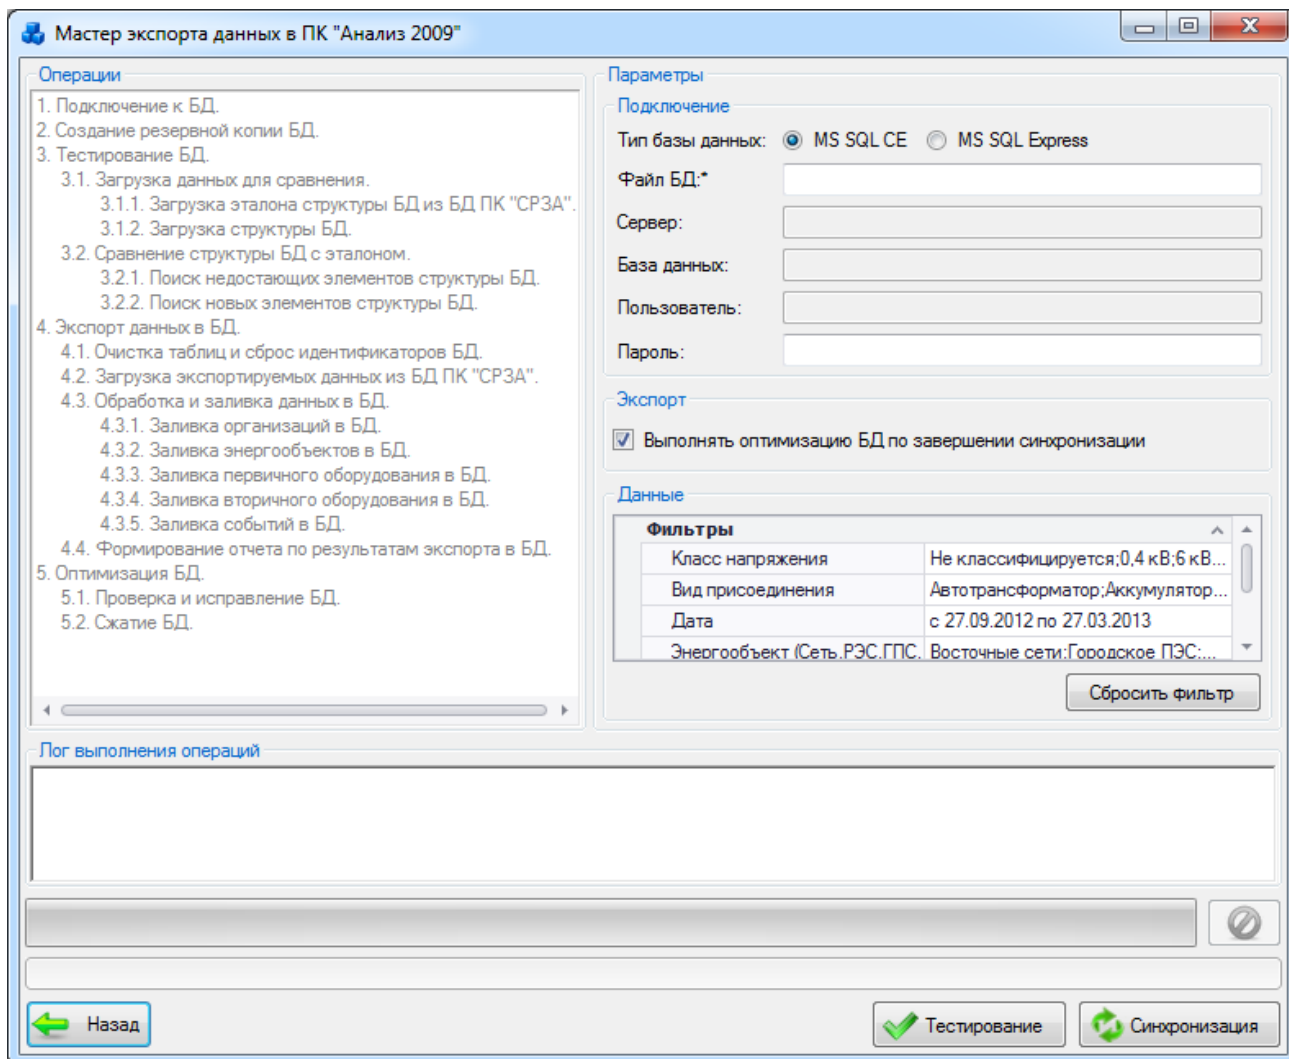 Мастер экспорта данных в ПК "Анализ 2009"
Операции
1. Подключение к БД.
2. Создание резервной копии БД.
3. Тестирование БД.
3.1. Загрузка данных для сравнения.
3.1.1. Загрузка эталона структуры БД из БД ПК "СРЗА".
3.1.2. Загрузка структуры БД.
3.2. Сравнение структуры БД с эталоном.
3.2.1. Поиск недостающих элементов структуры БД.
3.2.2. Поиск новых элементов структуры БД.
4. Экспорт данных в БД.
4.1. Очистка таблиц и сброс идентификаторов БД.
4.2. Загрузка экспортируемых данных из БД ПК "СРЗА".
4.3. Обработка и заливка данных в БД.
4.3.1. Заливка организаций в БД.
4.3.2. Заливка энергообъектов в БД.
4.3.3. Заливка первичного оборудования в БД.
4.3.4. Заливка вторичного оборудования в БД.
4.3.5. Заливка событий в БД.
4.4. Формирование отчета по результатам экспорта в БД.
5. Оптимизация БД.
5.1. Проверка и исправление БД.
5.2. Сжатие БД.
Параметры
Подключение
Тип базы данных: MS SQL CE MS SQL Express
Файл БД:*
Сервер:
База данных:
Пользователь:
Пароль:
Экспорт
Выполнять оптимизацию БД по завершении синхронизации
Данные
Фильтры
Класс напряжения Не классифицируется;0,4 кВ;6 кВ...
Вид присоединения Автотрансформатор;Аккумулятор...
Дата с 27.09.2012 по 27.03.2013
Энергообъект (Сеть,РЭС,ГПС, Восточные сети;Городское ПЭС;...
Сбросить фильтр
Лог выполнения операций
Назад
Тестирование
Синхронизация